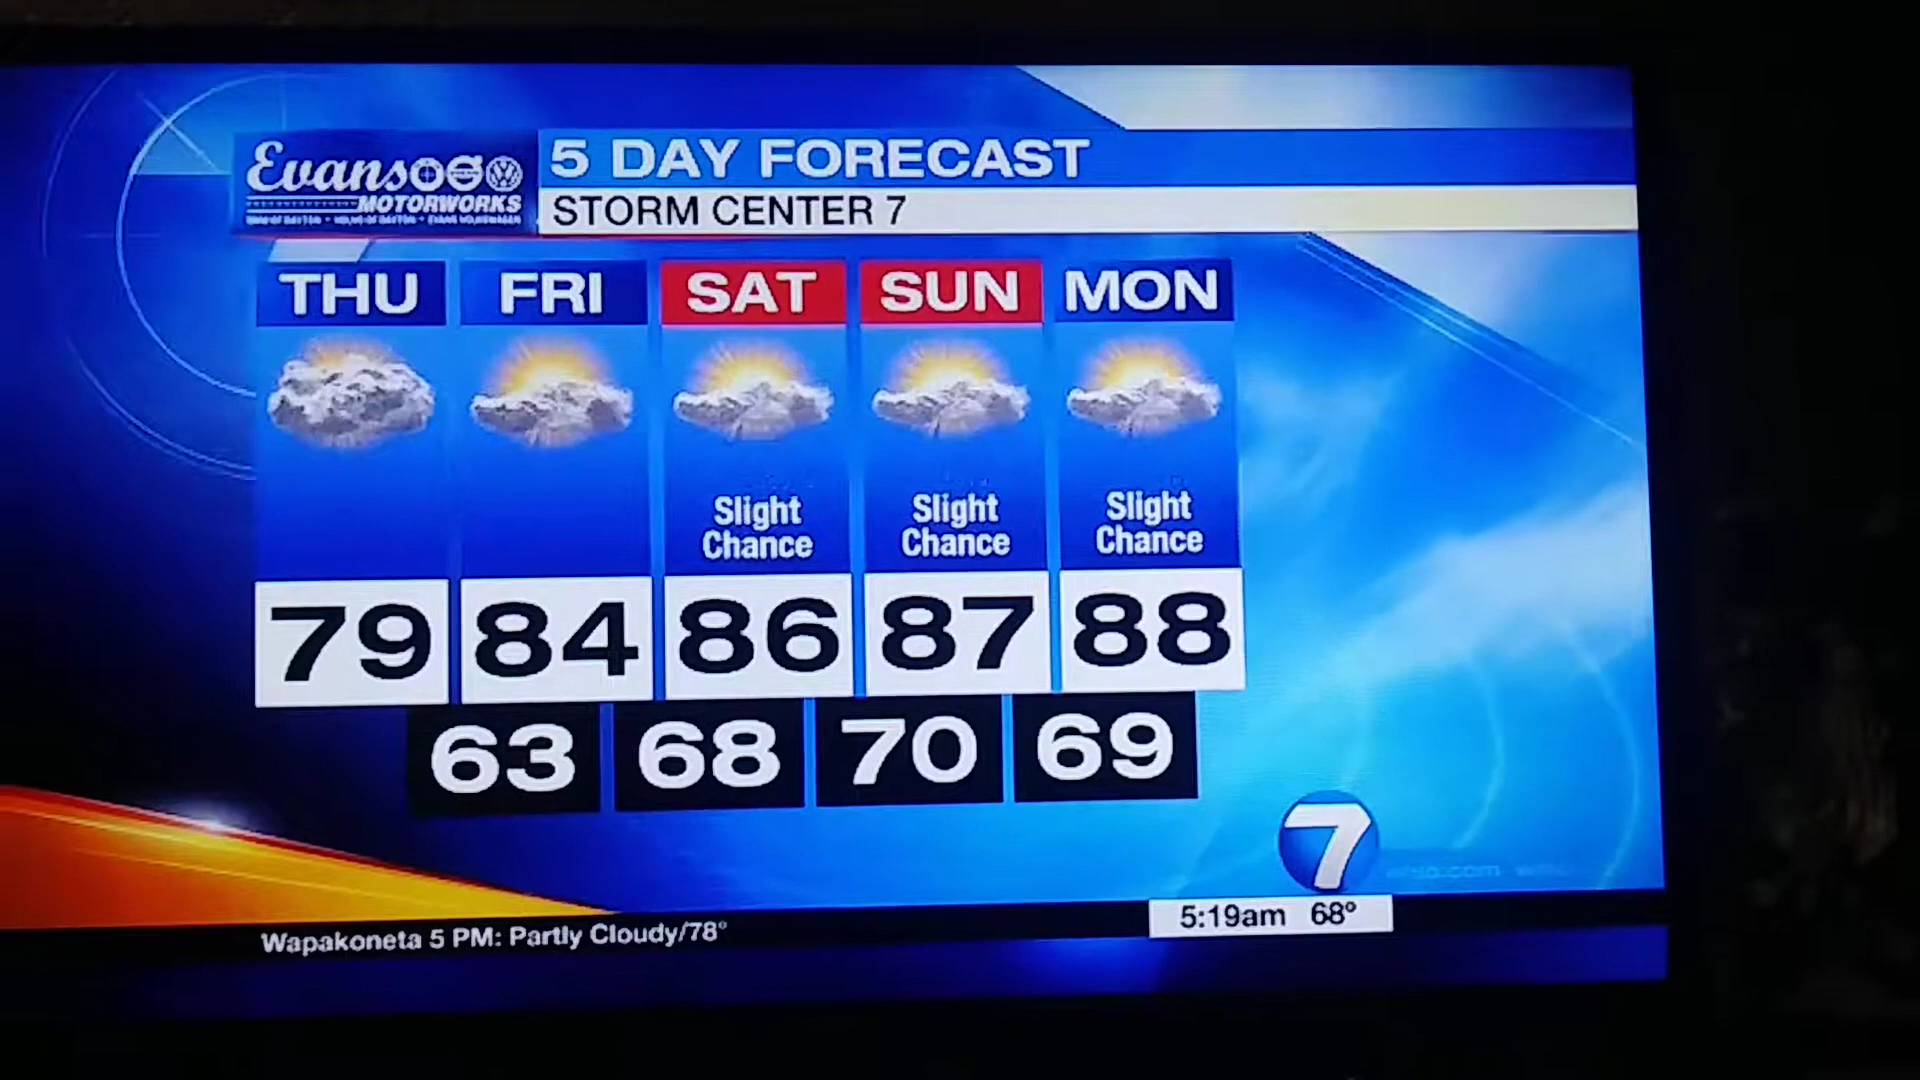 Evans
MOTORWORKS
5 DAY FORECAST
STORM CENTER 7
THU FRI SAT SUN MON
Slight Slight Slight
Chance Chance Chance
79 84 86 87 88
63 68 70 69
7
5:19am 68°
Wapakoneta 5 PM: Partly Cloudy/78°